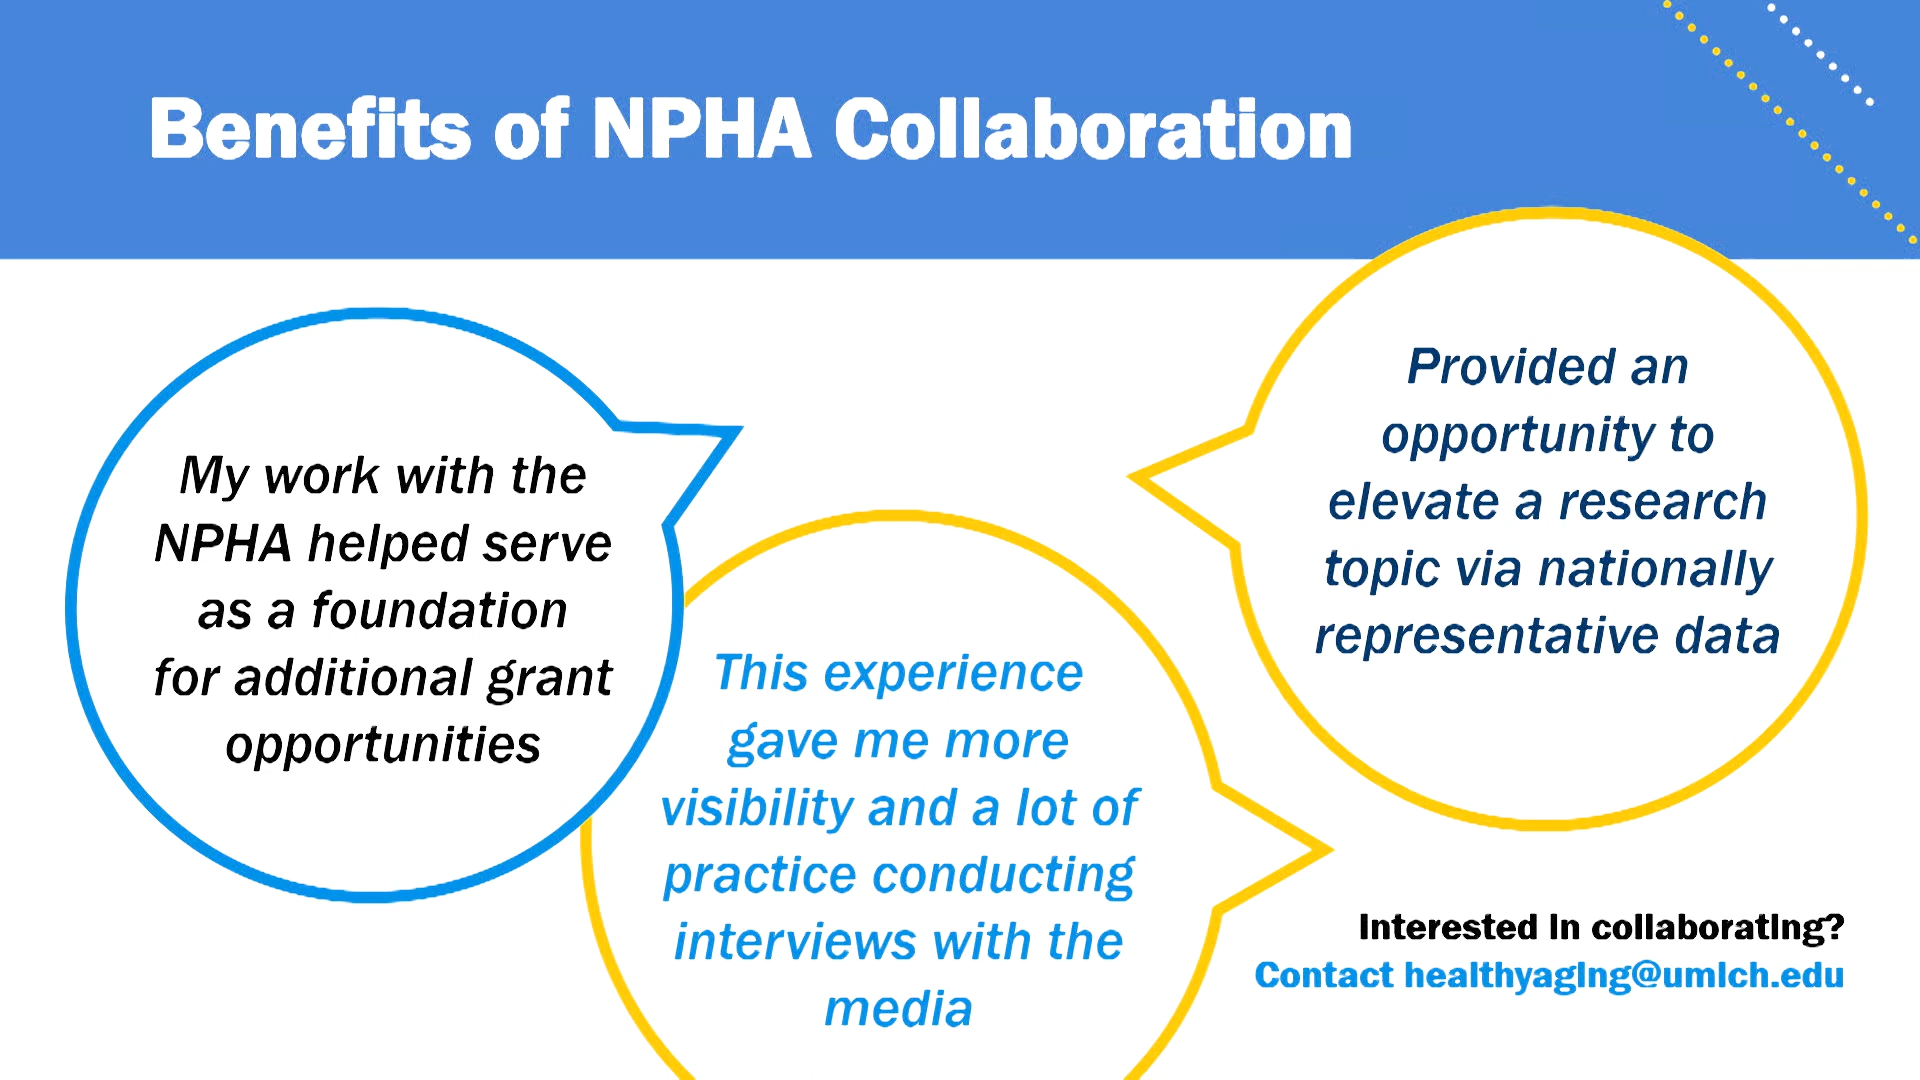 Benefits of NPHA Collaboration
My work with the
NPHA helped serve
as a foundation
for additional grant
opportunities
This experience
gave me more
visibility and a lot of
practice conducting
interviews with the
media
Provided an
opportunity to
elevate a research
topic via nationally
representative data
Interested in collaborating?
Contact healthyaging@umich.edu